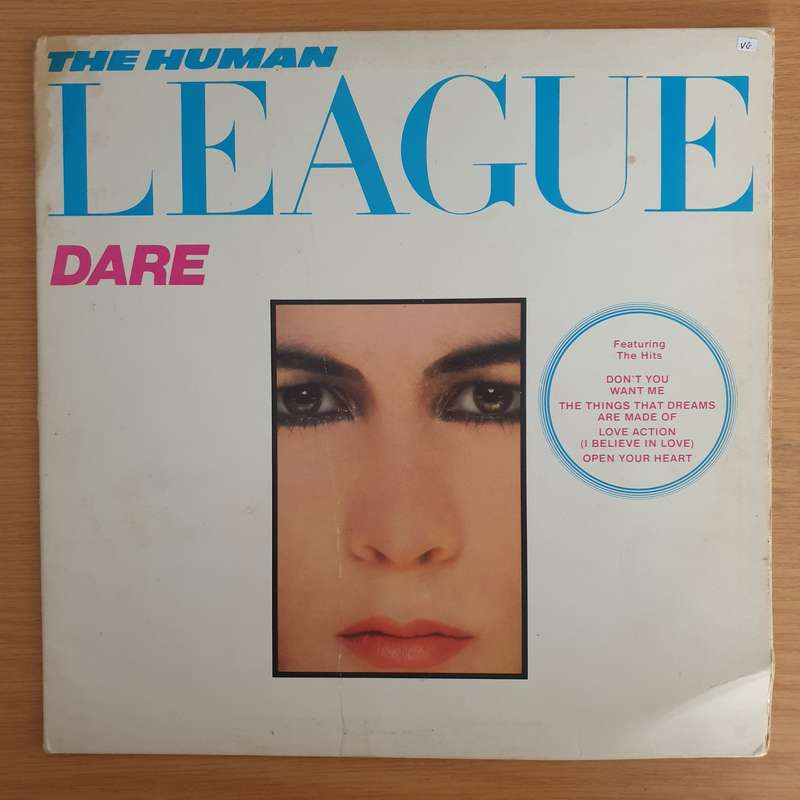 THE HUMAN
LEAGUE
DARE
VG
Featuring
The Hits
DON'T YOU
WANT ME
THE THINGS THAT DREAMS
ARE MADE OF
LOVE ACTION
(I BELIEVE IN LOVE)
OPEN YOUR HEART